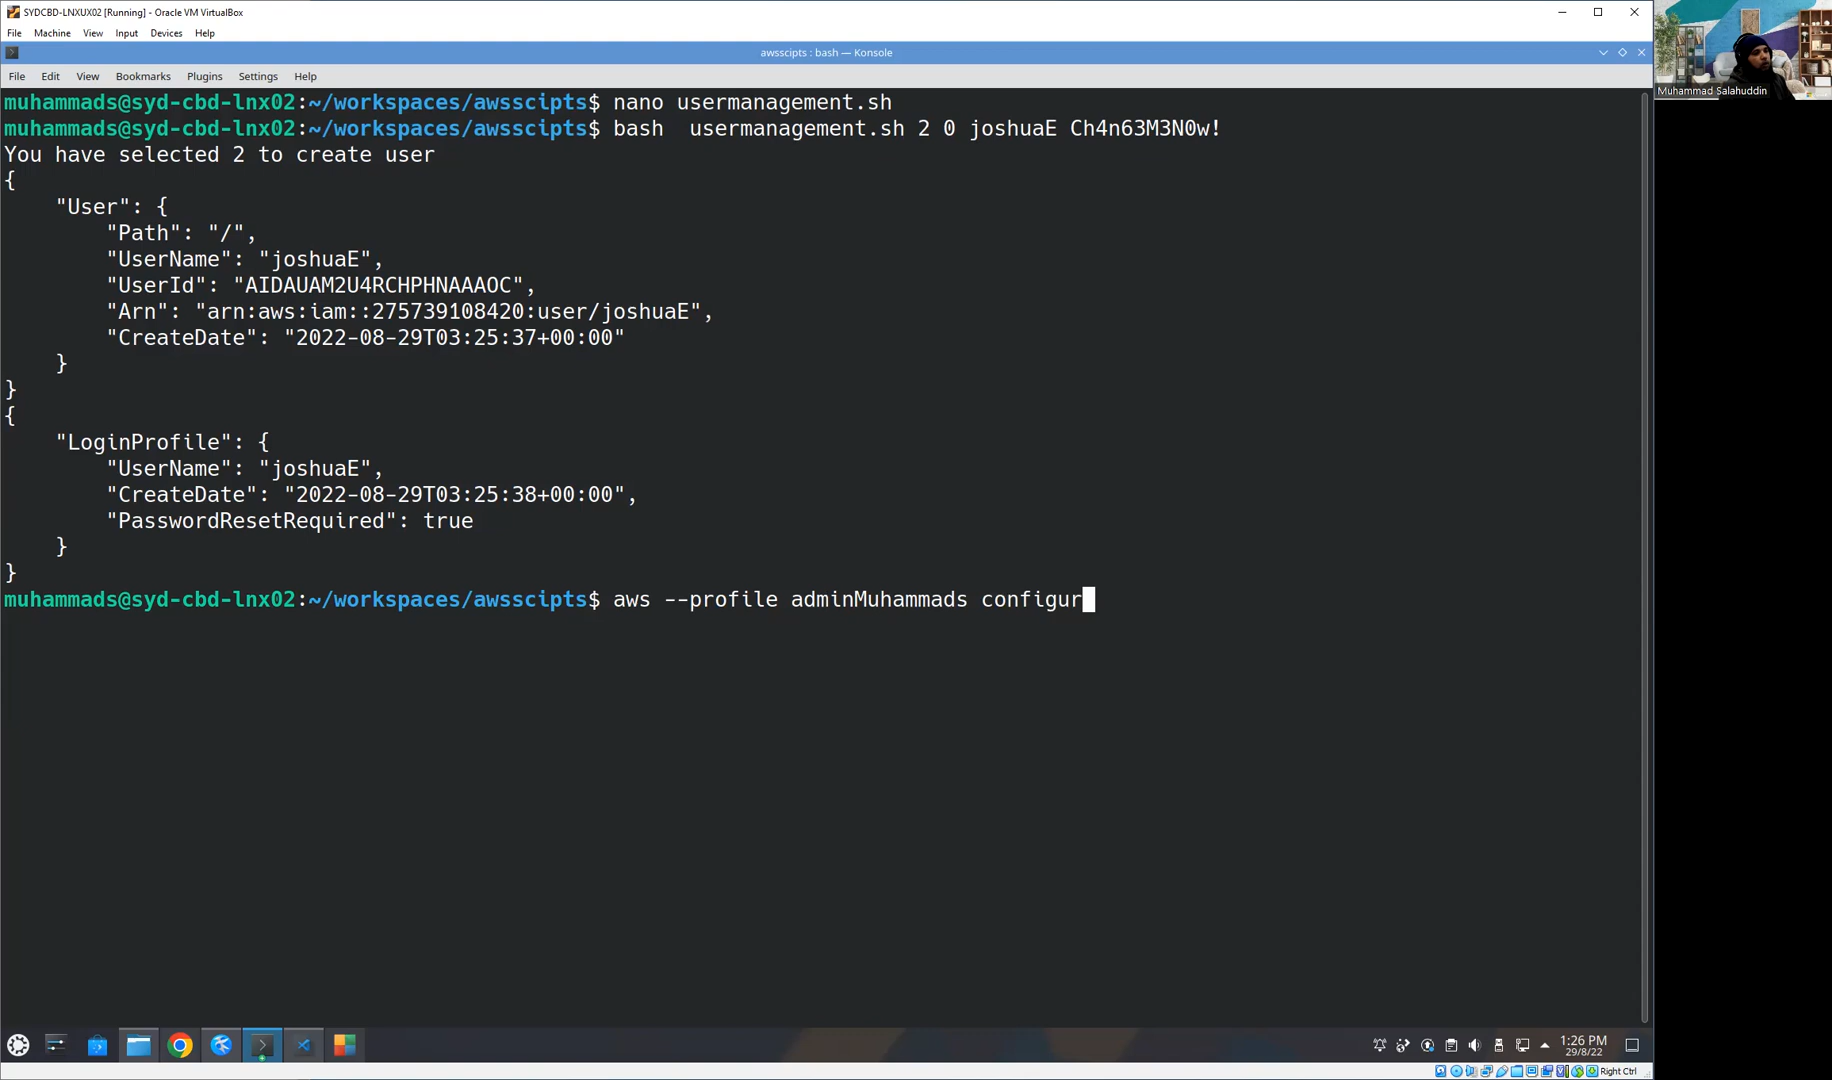 SYDCBD-LNXUX02 [Running] - Oracle VM VirtualBox
File Machine View Input Devices Help
awsscipts : bash — Konsole
File Edit View Bookmarks Plugins Settings Help
Muhammad Salahuddin
muhammads@syd-cbd-lnx02:~/workspaces/awsscipts$ nano usermanagement.sh
muhammads@syd-cbd-lnx02:~/workspaces/awsscipts$ bash  usermanagement.sh 2 0 joshuaE Ch4n63M3N0w!
You have selected 2 to create user
{
    "User": {
        "Path": "/",
        "UserName": "joshuaE",
        "UserId": "AIDAUAM2U4RCHPHNAAAOC",
        "Arn": "arn:aws:iam::275739108420:user/joshuaE",
        "CreateDate": "2022-08-29T03:25:37+00:00"
    }
}
{
    "LoginProfile": {
        "UserName": "joshuaE",
        "CreateDate": "2022-08-29T03:25:38+00:00",
        "PasswordResetRequired": true
    }
}
muhammads@syd-cbd-lnx02:~/workspaces/awsscipts$ aws --profile adminMuhammads configur
1:26 PM
29/8/22
Right Ctrl